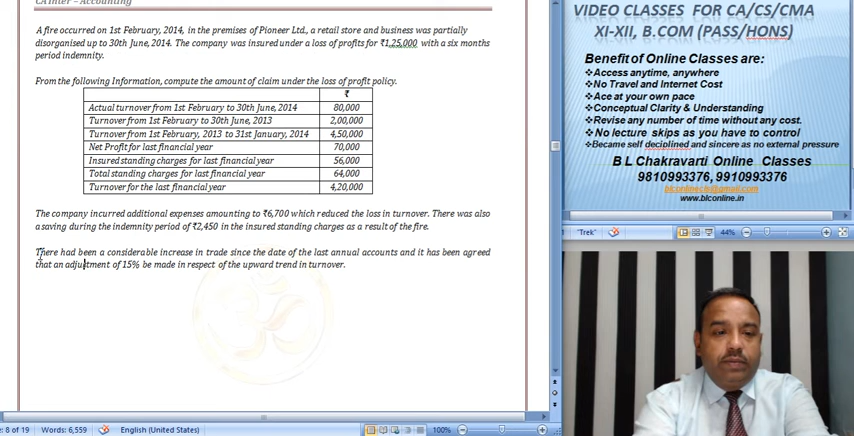 CA Inter – Accounting
A fire occurred on 1st February, 2014, in the premises of Pioneer Ltd., a retail store and business was partially
disorganised up to 30th June, 2014. The company was insured under a loss of profits for ₹1,25,000 with a six months
period indemnity.
From the following Information, compute the amount of claim under the loss of profit policy.
₹
Actual turnover from 1st February to 30th June, 2014 80,000
Turnover from 1st February to 30th June, 2013 2,00,000
Turnover from 1st February, 2013 to 31st January, 2014 4,50,000
Net Profit for last financial year 70,000
Insured standing charges for last financial year 56,000
Total standing charges for last financial year 64,000
Turnover for the last financial year 4,20,000
The company incurred additional expenses amounting to ₹6,700 which reduced the loss in turnover. There was also
a saving during the indemnity period of ₹2,450 in the insured standing charges as a result of the fire.
There had been a considerable increase in trade since the date of the last annual accounts and it has been agreed
that an adjustment of 15% be made in respect of the upward trend in turnover.
e: 8 of 19 Words: 6,559 English (United States) 100%
VIDEO CLASSES FOR CA/CS/CMA
XI-XII, B.COM (PASS/HONS)
Benefit of Online Classes are:
❖Access anytime, anywhere
❖No Travel and Internet Cost
❖Ace at your own pace
❖Conceptual Clarity & Understanding
❖Revise any number of time without any cost.
❖No lecture skips as you have to control
❖Became self deciplined and sincere as no external pressure
B L Chakravarti Online Classes
9810993376, 9910993376
blconlinecls@gmail.com
www.blconline.in
"Trek" 44%